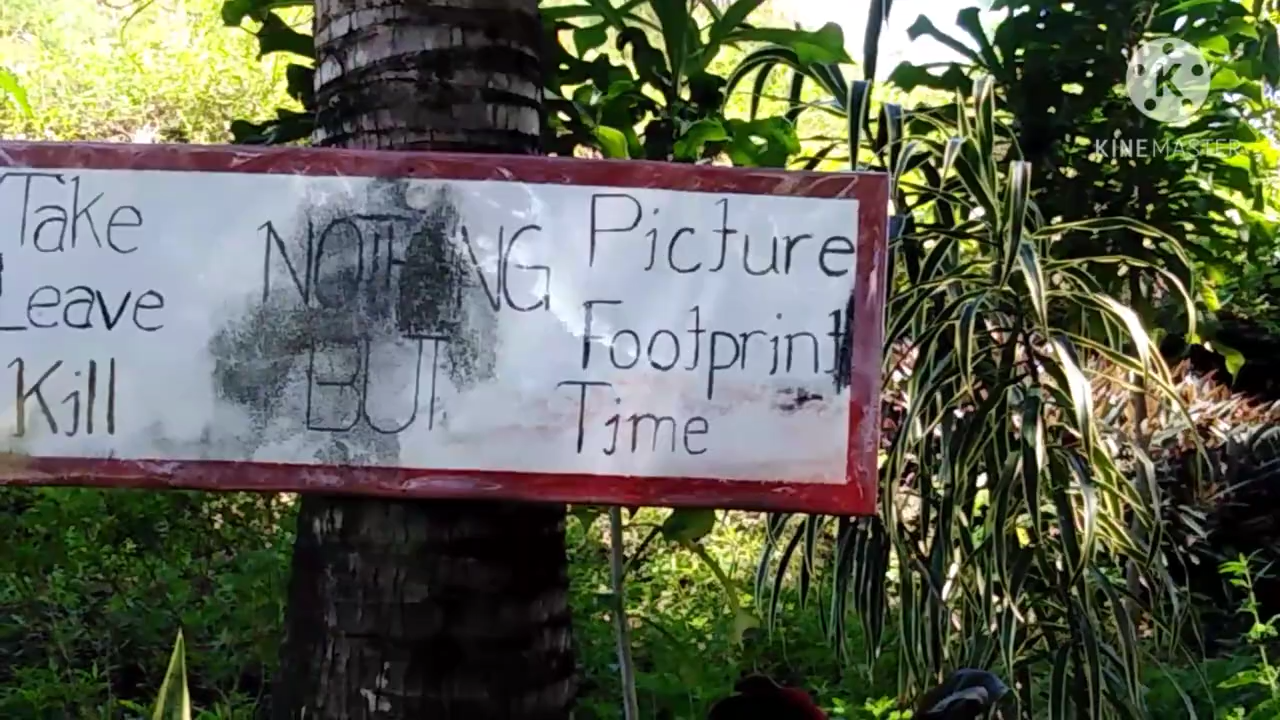 Take NOTHING Picture
Leave BUT Footprint
Kill Time
K
KINEMASTER